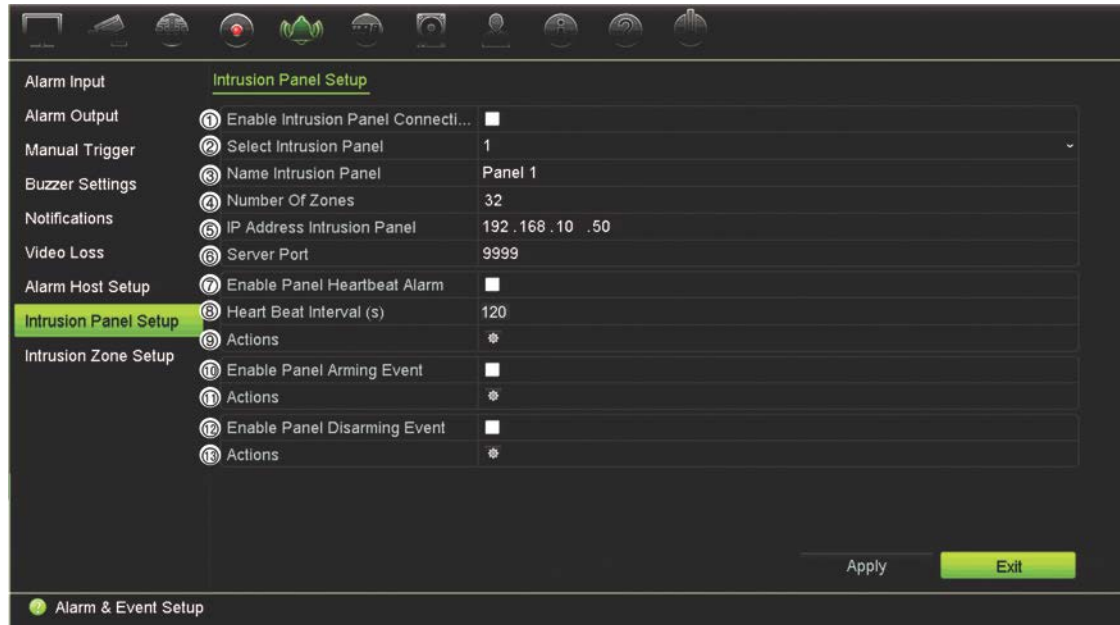 Alarm Input
Intrusion Panel Setup
Alarm Output
Manual Trigger
Buzzer Settings
Notifications
Video Loss
Alarm Host Setup
Intrusion Panel Setup
Intrusion Zone Setup
① Enable Intrusion Panel Connecti...
② Select Intrusion Panel 1
③ Name Intrusion Panel Panel 1
④ Number Of Zones 32
⑤ IP Address Intrusion Panel 192 .168 .10 .50
⑥ Server Port 9999
⑦ Enable Panel Heartbeat Alarm
⑧ Heart Beat Interval (s) 120
⑨ Actions
⑩ Enable Panel Arming Event
⑪ Actions
⑫ Enable Panel Disarming Event
⑬ Actions
Apply Exit
Alarm & Event Setup